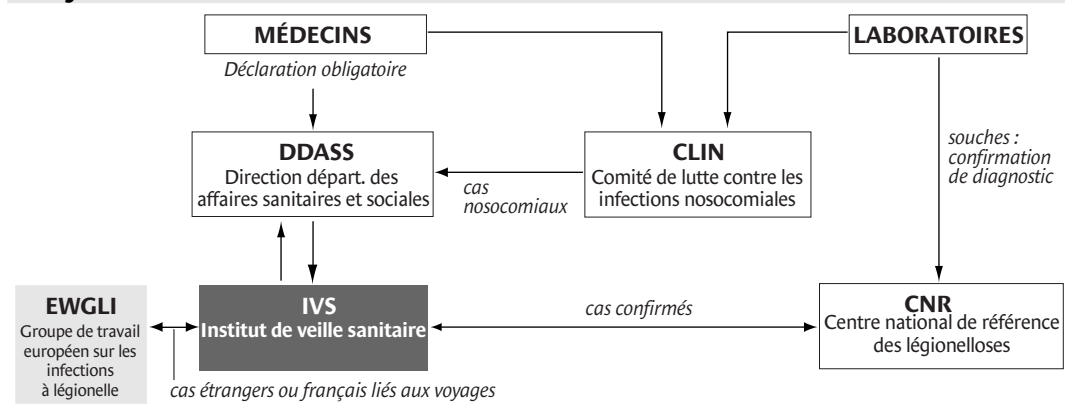 MÉDECINS
LABORATOIRES
Déclaration obligatoire
DDASS
Direction départ. des
affaires sanitaires et sociales
CLIN
Comité de lutte contre les
infections nosocomiales
souches :
confirmation
de diagnostic
cas
nosocomiaux
EWGLI
Groupe de travail
européen sur les
infections
à légionelle
IVS
Institut de veille sanitaire
cas confirmés
CNR
Centre national de référence
des légionelloses
cas étrangers ou français liés aux voyages